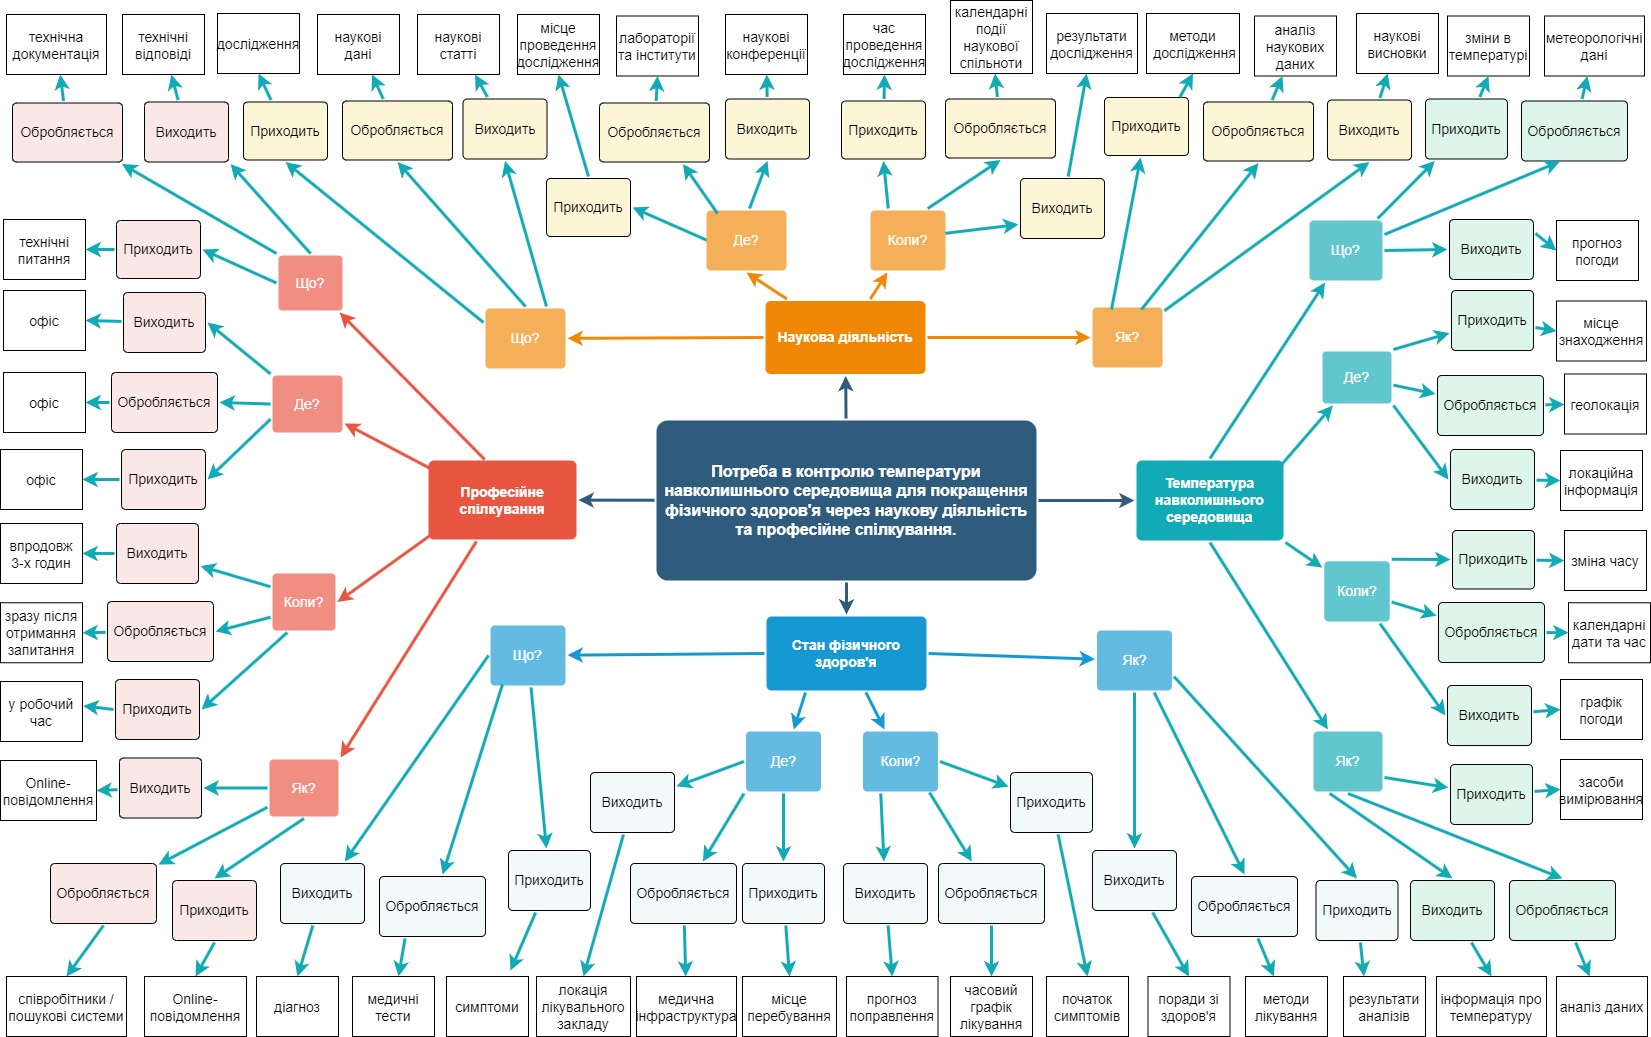 технічна
документація
технічні
відповіді
дослідження
наукові
дані
наукові
статті
місце
проведення
дослідження
лабораторії
та інститути
наукові
конференції
час
проведення
дослідження
календарні
події
наукової
спільноти
результати
дослідження
методи
дослідження
аналіз
наукових
даних
наукові
висновки
зміни в
температурі
метеорологічні
дані
Обробляється
Виходить
Приходить
Обробляється
Виходить
Обробляється
Виходить
Приходить
Обробляється
Приходить
Обробляється
Виходить
Приходить
Обробляється
Приходить
Виходить
технічні
питання
Приходить
Що?
Де?
Коли?
Що?
Виходить
прогноз
погоди
офіс
Виходить
Що?
Наукова діяльність
Як?
Приходить
місце
знаходження
офіс
Обробляється
Де?
Де?
Обробляється
геолокація
офіс
Приходить
Професійне
спілкування
Потреба в контролю температури
навколишнього середовища для покращення
фізичного здоров'я через наукову діяльність
та професійне спілкування.
Температура
навколишнього
середовища
Виходить
локаційна
інформація
впродовж
3-х годин
Виходить
Коли?
Коли?
Приходить
зміна часу
зразу після
отримання
запитання
Обробляється
Обробляється
календарні
дати та час
у робочий
час
Приходить
Що?
Стан фізичного
здоров'я
Як?
Виходить
графік
погоди
Online-
повідомлення
Виходить
Як?
Де?
Коли?
Як?
Приходить
засоби
вимірювання
Виходить
Приходить
Обробляється
Приходить
Виходить
Обробляється
Приходить
Обробляється
Приходить
Виходить
Обробляється
Виходить
Обробляється
Приходить
Виходить
Обробляється
співробітники /
пошукові системи
Online-
повідомлення
діагноз
медичні
тести
симптоми
локація
лікувального
закладу
медична
інфраструктура
місце
перебування
прогноз
поправлення
часовий
графік
лікування
початок
симптомів
поради зі
здоров'я
методи
лікування
результати
аналізів
інформація про
температуру
аналіз даних